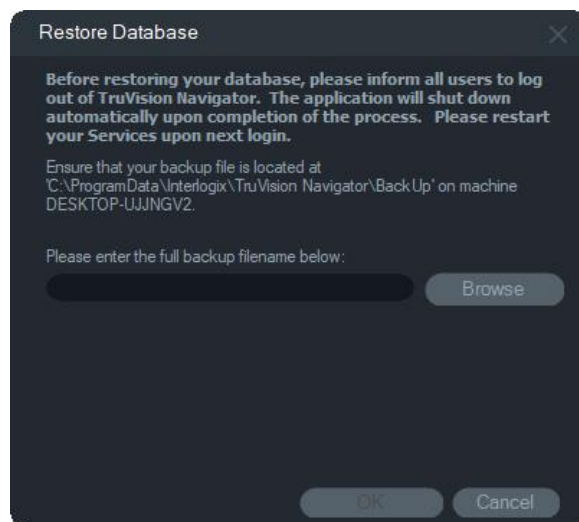 Restore Database
Before restoring your database, please inform all users to log
out of TruVision Navigator. The application will shut down
automatically upon completion of the process. Please restart
your Services upon next login.
Ensure that your backup file is located at
'C:\ProgramData\Interlogix\TruVision Navigator\BackUp' on machine
DESKTOP-UJJNGV2.
Please enter the full backup filename below:
Browse
OK
Cancel